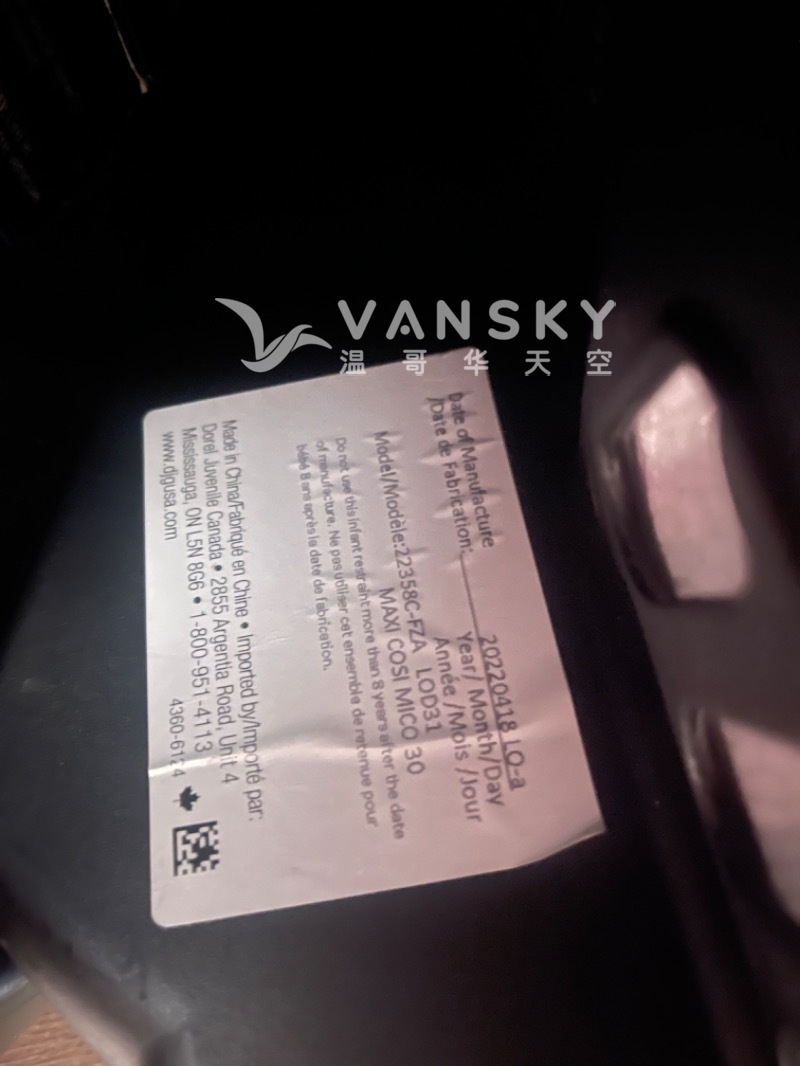 VANSKY
温哥华天空
Date of Manufacture
/Date de Fabrication: 20220418 LO-a
Year/ Month/Day
Année /Mois /Jour
Model/Modèle:22358C-FZA LOD31
MAXI COSI MICO 30
Do not use this infant restraint more than 8 years after the date
of manufacture. Ne pas utiliser cet ensemble de retenue pour
bébé 8 ans après la date de fabrication.
Made in China/Fabriqué en Chine • Imported by/Importé par:
Dorel Juvenile Canada • 2855 Argentia Road, Unit 4
Mississauga, ON L5N 8G6 • 1-800-951-4113
www.djgusa.com
4360-6124